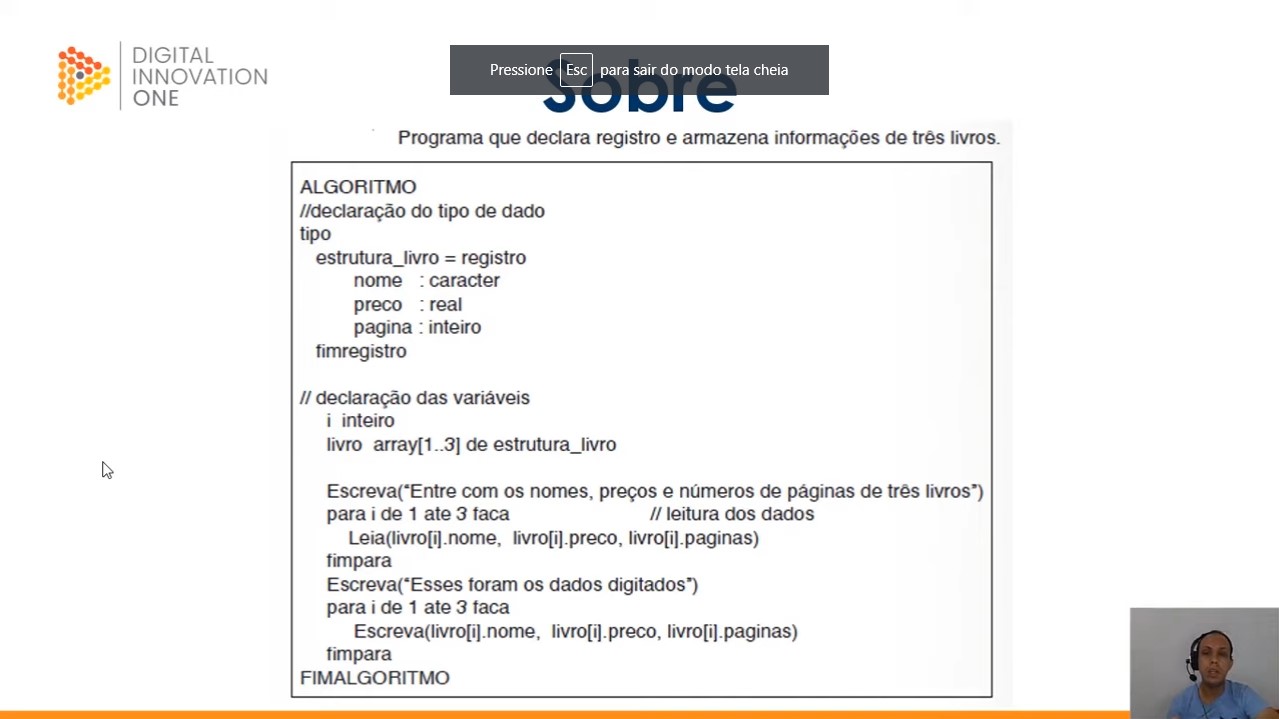 DIGITAL
INNOVATION
ONE
Pressione Esc para sair do modo tela cheia
Sobre
Programa que declara registro e armazena informações de três livros.
ALGORITMO
//declaração do tipo de dado
tipo
estrutura_livro = registro
nome : caracter
preco : real
pagina : inteiro
fimregistro
// declaração das variáveis
i inteiro
livro array[1..3] de estrutura_livro
Escreva(“Entre com os nomes, preços e números de páginas de três livros”)
para i de 1 ate 3 faca // leitura dos dados
Leia(livro[i].nome, livro[i].preco, livro[i].paginas)
fimpara
Escreva(“Esses foram os dados digitados”)
para i de 1 ate 3 faca
Escreva(livro[i].nome, livro[i].preco, livro[i].paginas)
fimpara
FIMALGORITMO